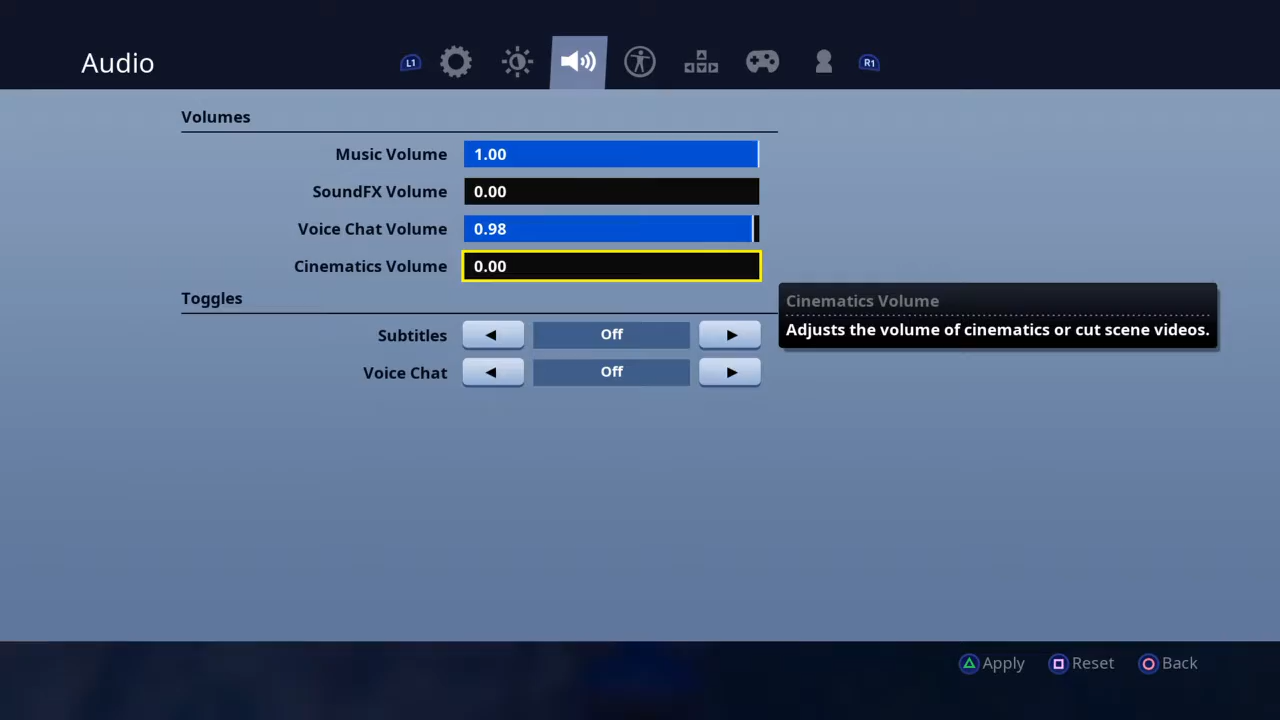 Audio
L1
R1
Volumes
Music Volume 1.00
SoundFX Volume 0.00
Voice Chat Volume 0.98
Cinematics Volume 0.00
Toggles
Cinematics Volume
Adjusts the volume of cinematics or cut scene videos.
Subtitles Off
Voice Chat Off
Apply Reset Back